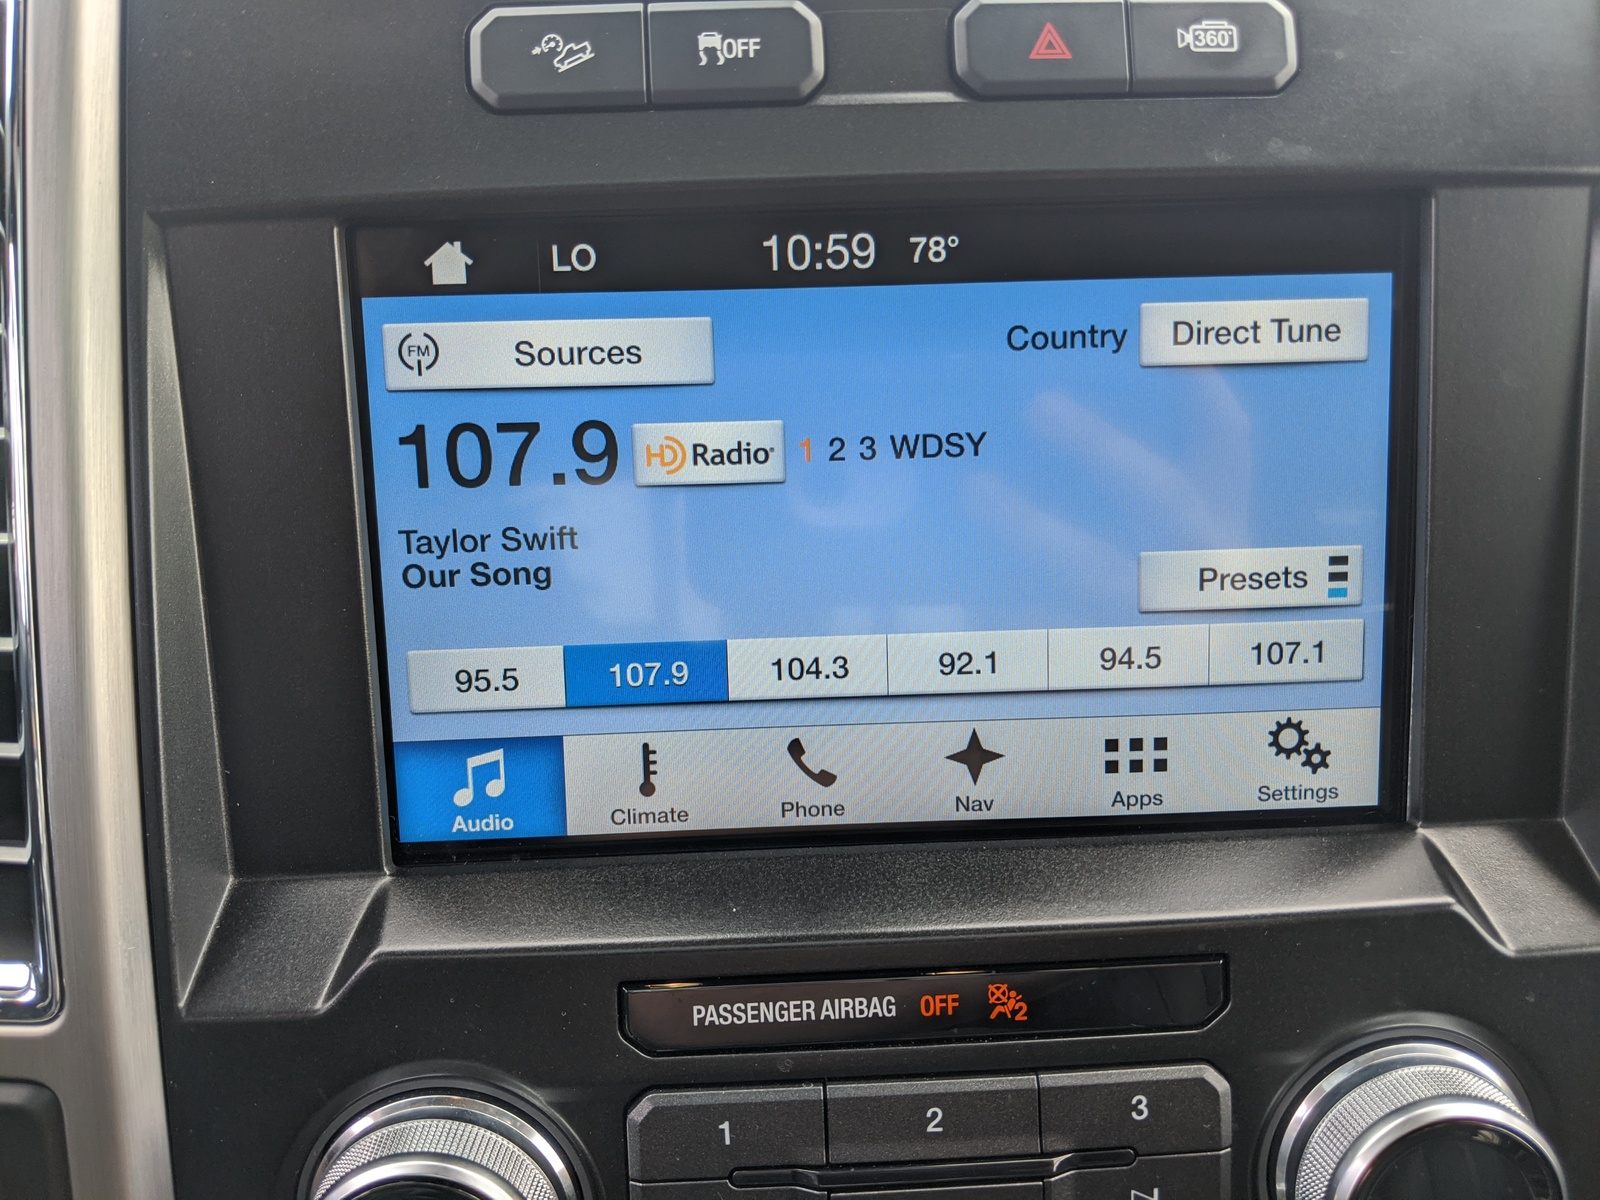 OFF
360°
LO 10:59 78°
FM Sources Country Direct Tune
107.9 HD Radio 1 2 3 WDSY
Taylor Swift
Our Song
Presets
95.5 107.9 104.3 92.1 94.5 107.1
Audio Climate Phone Nav Apps Settings
PASSENGER AIRBAG OFF 2
1 2 3